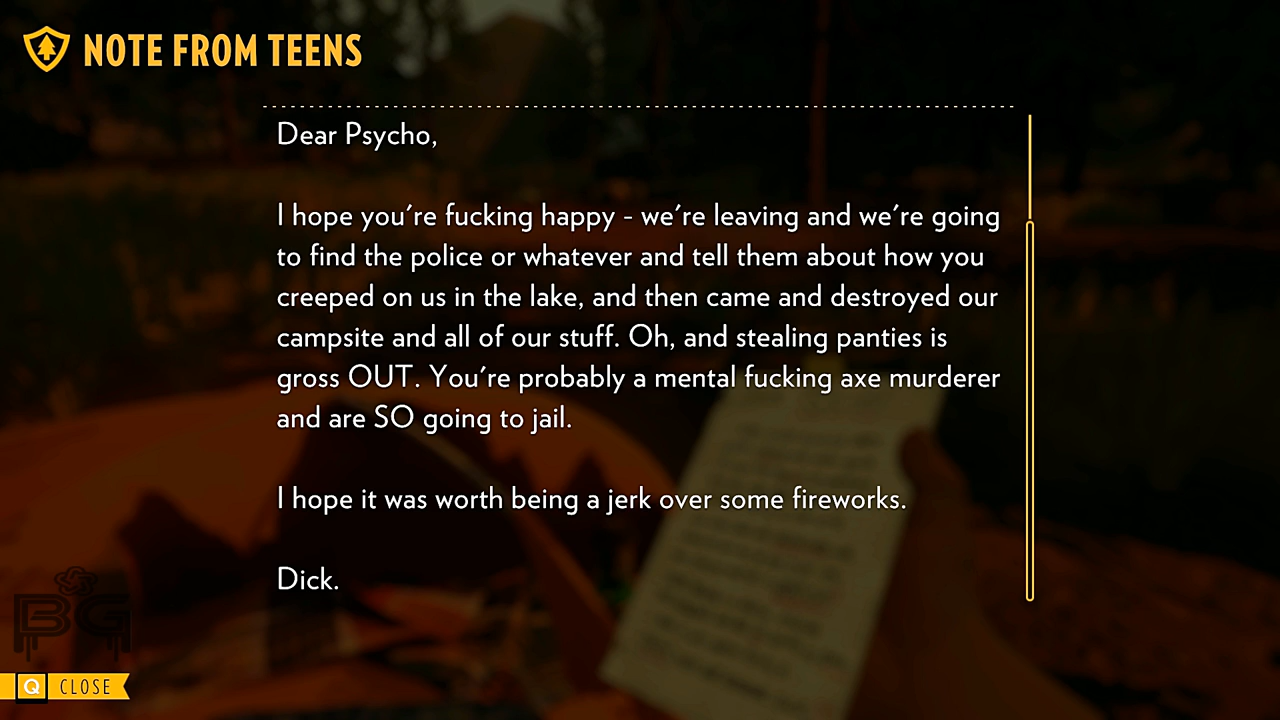 NOTE FROM TEENS
Dear Psycho,
I hope you're fucking happy - we're leaving and we're going
to find the police or whatever and tell them about how you
creeped on us in the lake, and then came and destroyed our
campsite and all of our stuff. Oh, and stealing panties is
gross OUT. You're probably a mental fucking axe murderer
and are SO going to jail.
I hope it was worth being a jerk over some fireworks.
Dick.
BG
Q CLOSE